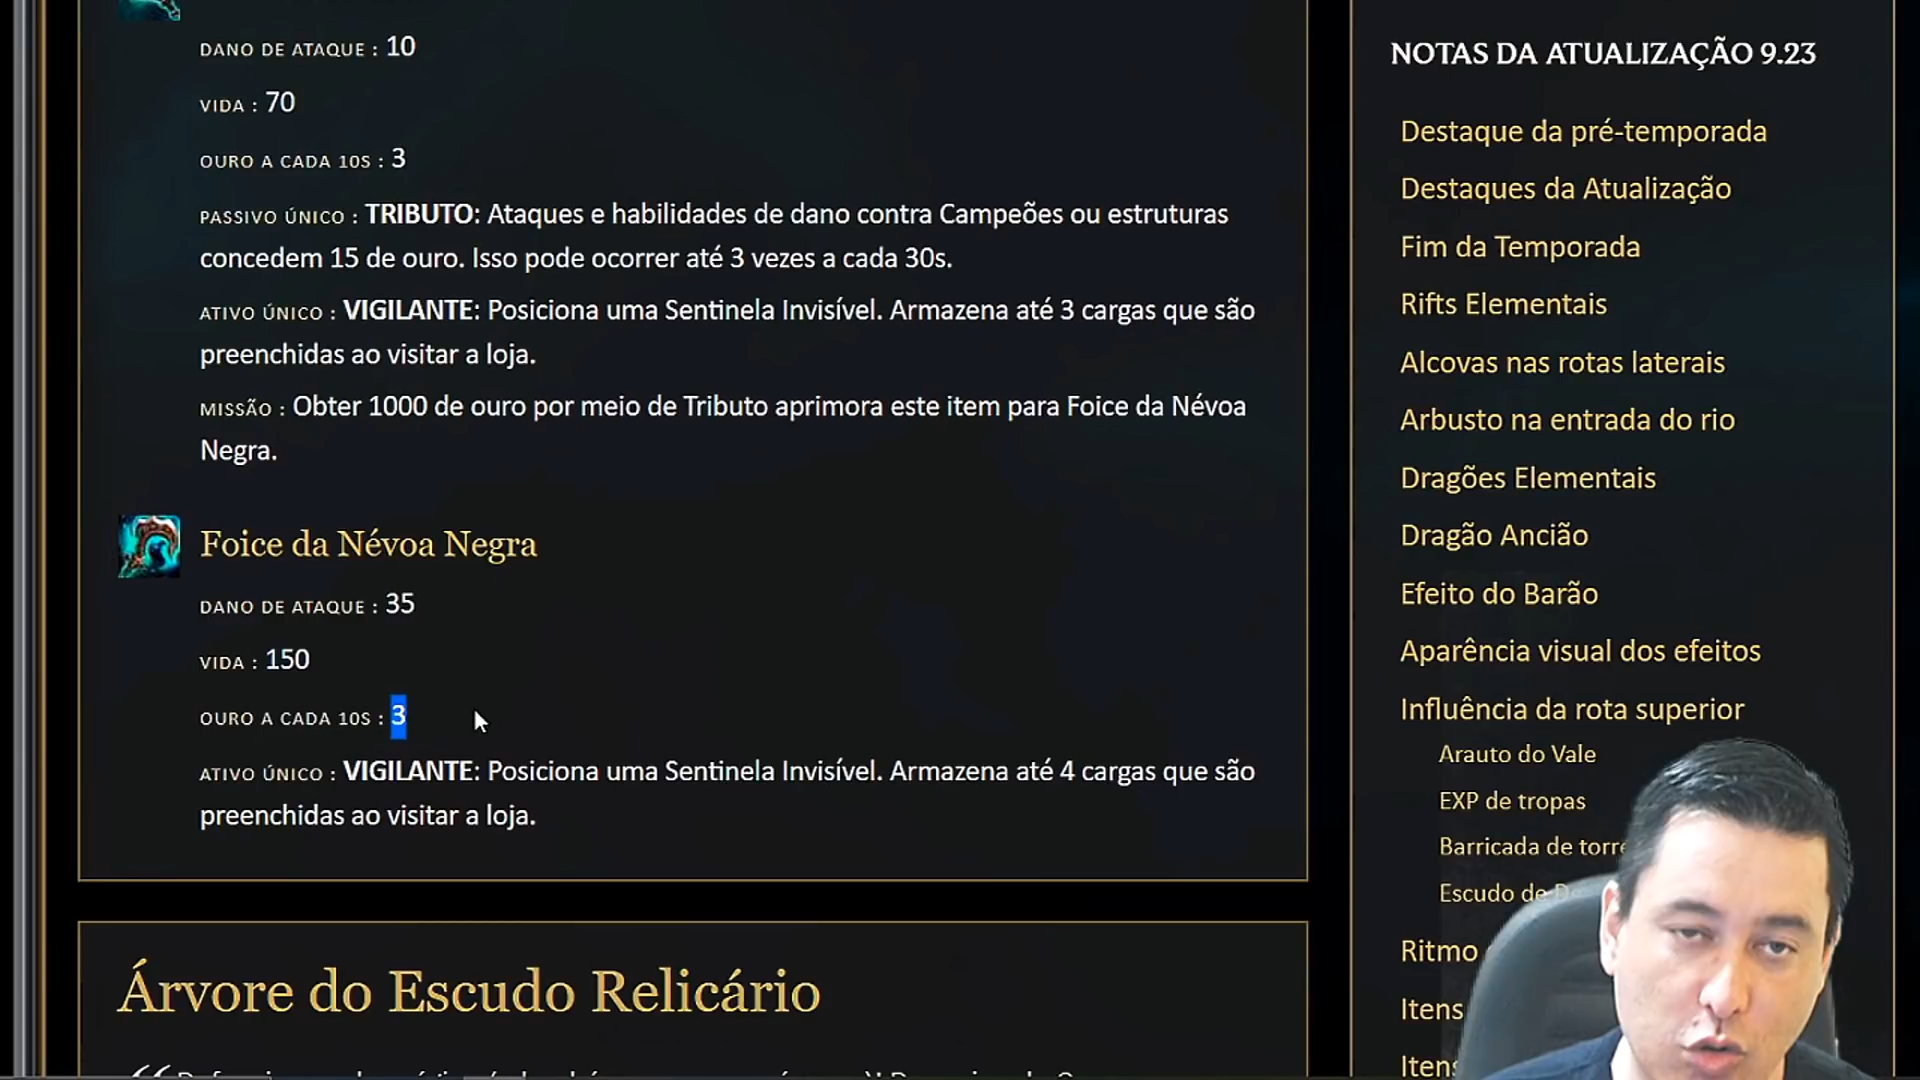 DANO DE ATAQUE : 10
VIDA : 70
OURO A CADA 10S : 3
PASSIVO ÚNICO : TRIBUTO: Ataques e habilidades de dano contra Campeões ou estruturas
concedem 15 de ouro. Isso pode ocorrer até 3 vezes a cada 30s.
ATIVO ÚNICO : VIGILANTE: Posiciona uma Sentinela Invisível. Armazena até 3 cargas que são
preenchidas ao visitar a loja.
MISSÃO : Obter 1000 de ouro por meio de Tributo aprimora este item para Foice da Névoa
Negra.
Foice da Névoa Negra
DANO DE ATAQUE : 35
VIDA : 150
OURO A CADA 10S : 3
ATIVO ÚNICO : VIGILANTE: Posiciona uma Sentinela Invisível. Armazena até 4 cargas que são
preenchidas ao visitar a loja.
Árvore do Escudo Relicário
NOTAS DA ATUALIZAÇÃO 9.23
Destaque da pré-temporada
Destaques da Atualização
Fim da Temporada
Rifts Elementais
Alcovas nas rotas laterais
Arbusto na entrada do rio
Dragões Elementais
Dragão Ancião
Efeito do Barão
Aparência visual dos efeitos
Influência da rota superior
Arauto do Vale
EXP de tropas
Barricada de torre
Escudo de
Ritmo
Itens
Itens